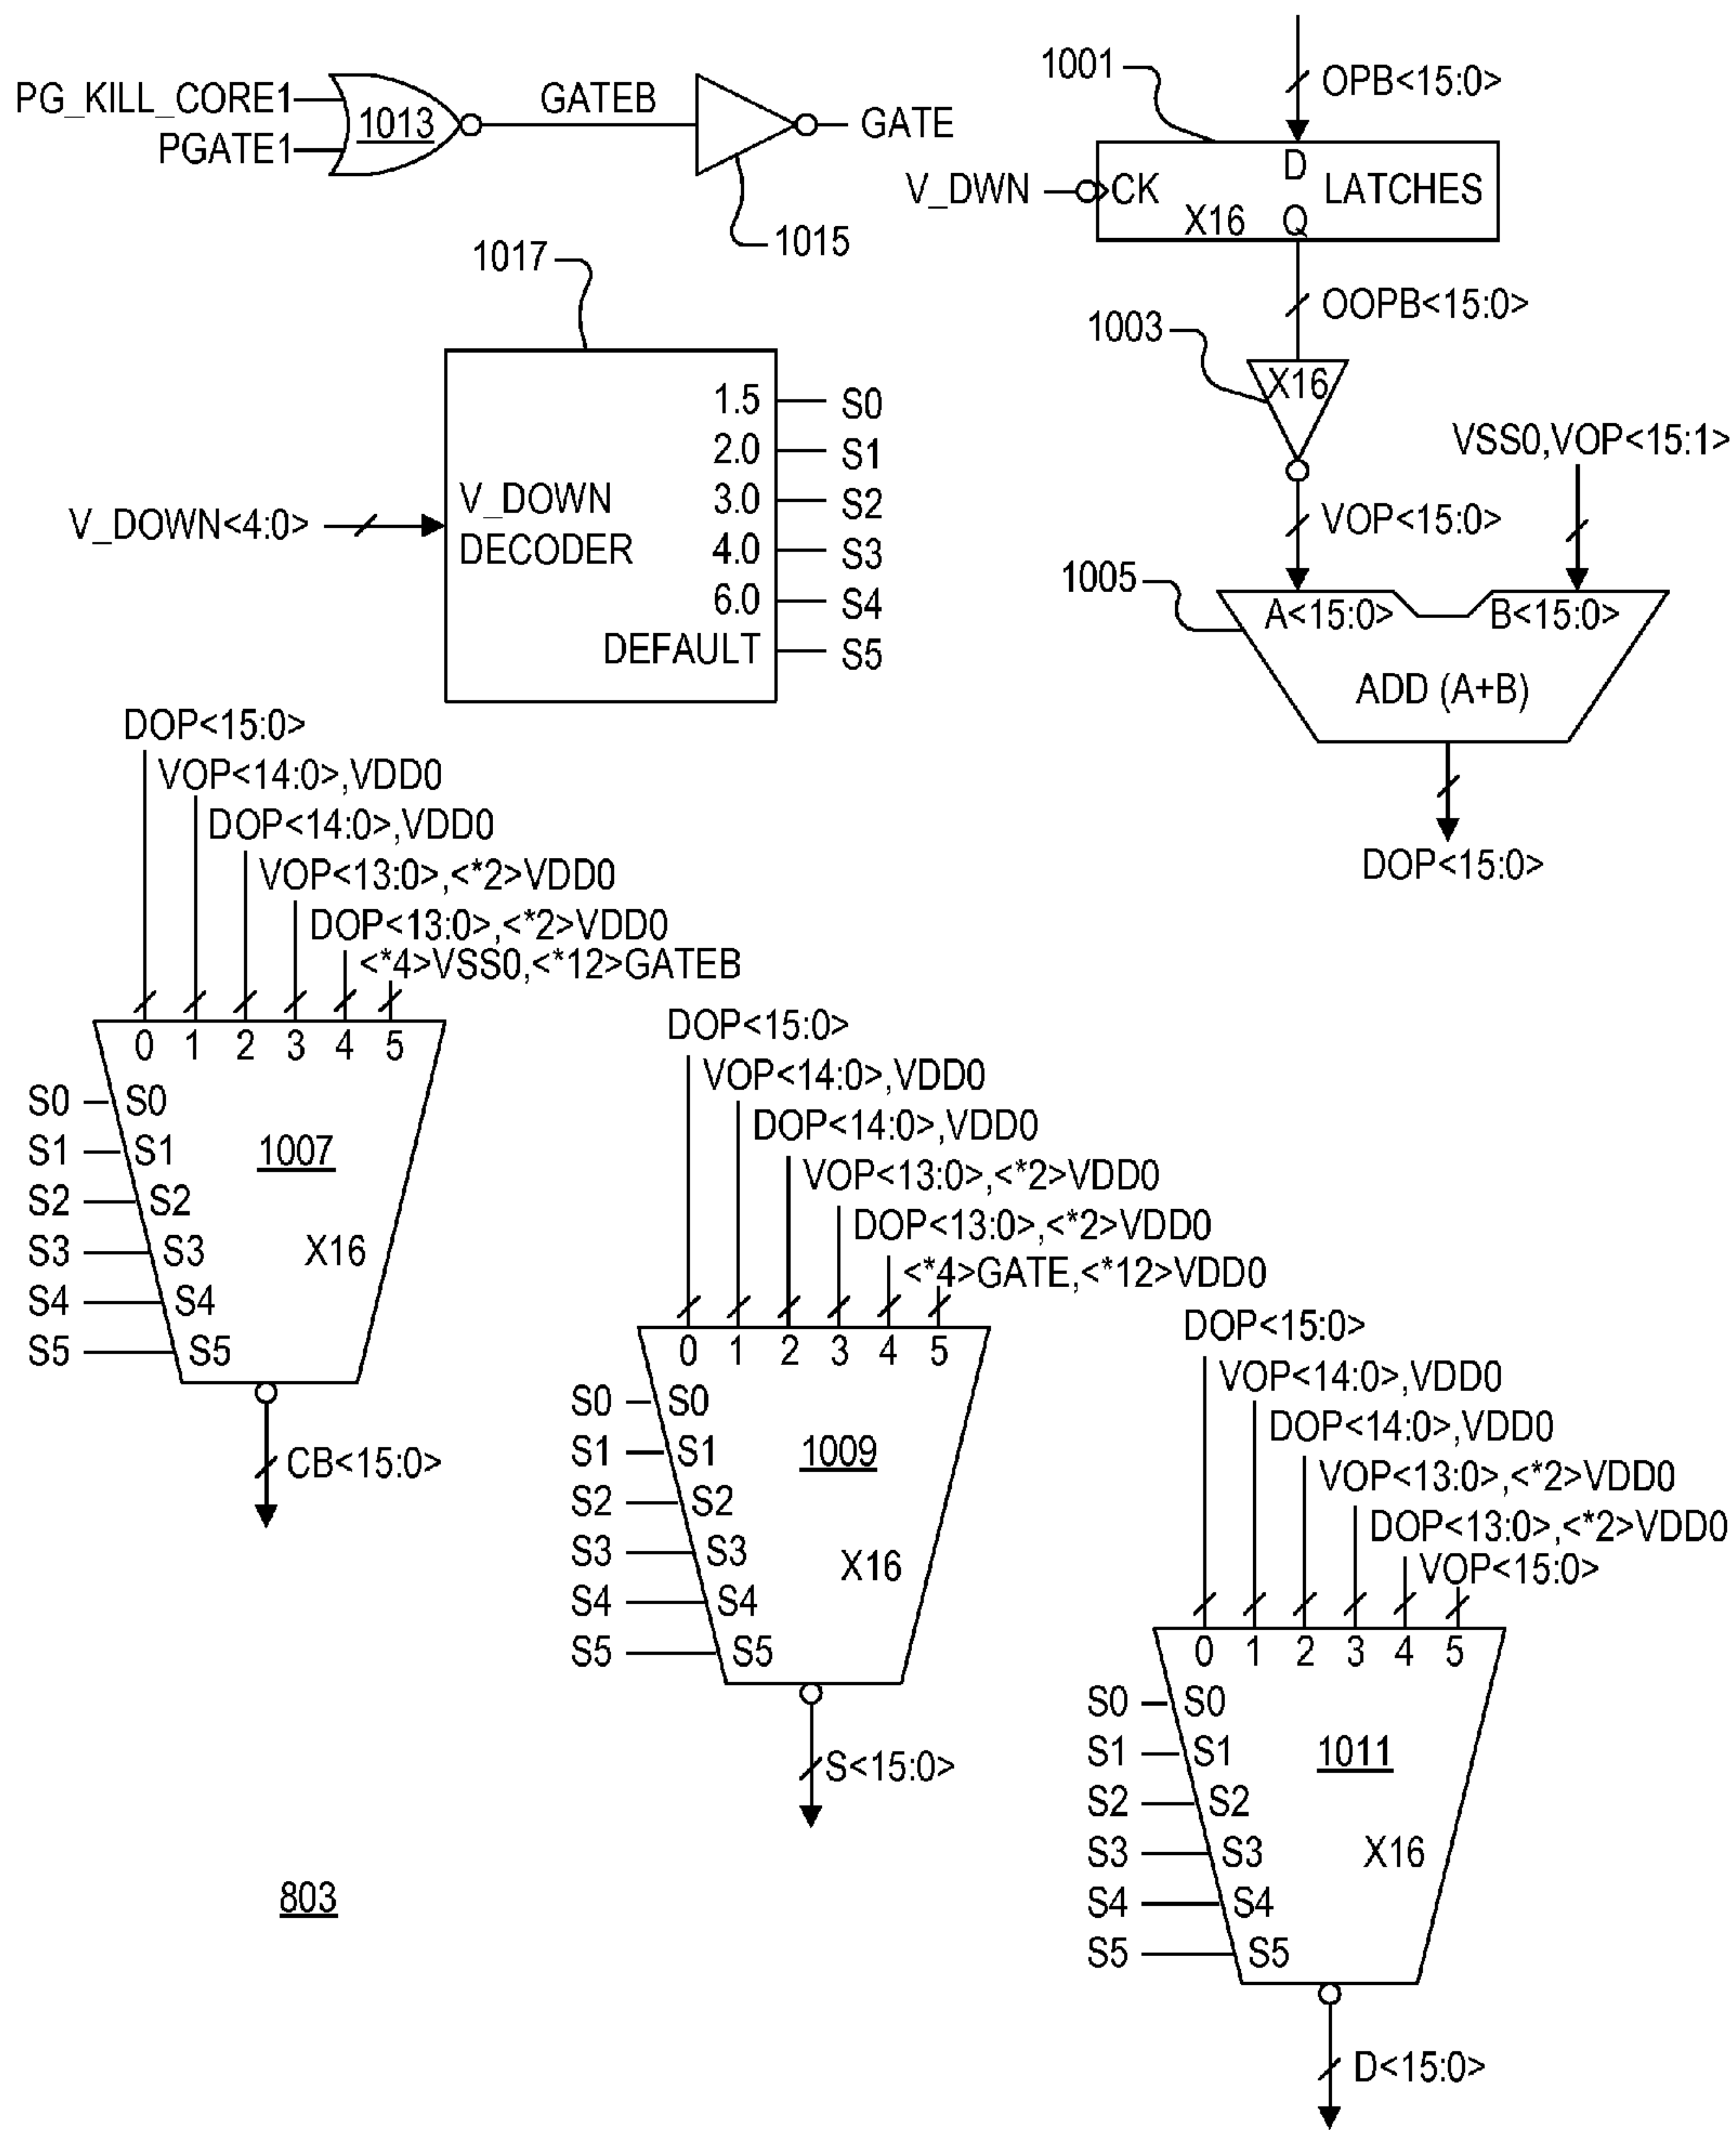 PG_KILL_CORE1
PGATE1
1013
GATEB
GATE
1015
1001
OPB<15:0>
V_DWN
CK
D
LATCHES
X16
Q
OOPB<15:0>
1003
X16
VOP<15:0>
VSS0,VOP<15:1>
1005
A<15:0>
B<15:0>
ADD (A+B)
DOP<15:0>
1017
V_DOWN<4:0>
V_DOWN
DECODER
1.5
S0
2.0
S1
3.0
S2
4.0
S3
6.0
S4
DEFAULT
S5
DOP<15:0>
VOP<14:0>,VDD0
DOP<14:0>,VDD0
VOP<13:0>,<*2>VDD0
DOP<13:0>,<*2>VDD0
<*4>VSS0,<*12>GATEB
0 1 2 3 4 5
S0 S0
S1 S1
1007
S2 S2
S3 S3
X16
S4 S4
S5 S5
CB<15:0>
DOP<15:0>
VOP<14:0>,VDD0
DOP<14:0>,VDD0
VOP<13:0>,<*2>VDD0
DOP<13:0>,<*2>VDD0
<*4>GATE,<*12>VDD0
0 1 2 3 4 5
S0 S0
S1 S1
1009
S2 S2
S3 S3
X16
S4 S4
S5 S5
S<15:0>
DOP<15:0>
VOP<14:0>,VDD0
DOP<14:0>,VDD0
VOP<13:0>,<*2>VDD0
DOP<13:0>,<*2>VDD0
VOP<15:0>
0 1 2 3 4 5
S0 S0
S1 S1
1011
S2 S2
S3 S3
X16
S4 S4
S5 S5
D<15:0>
803